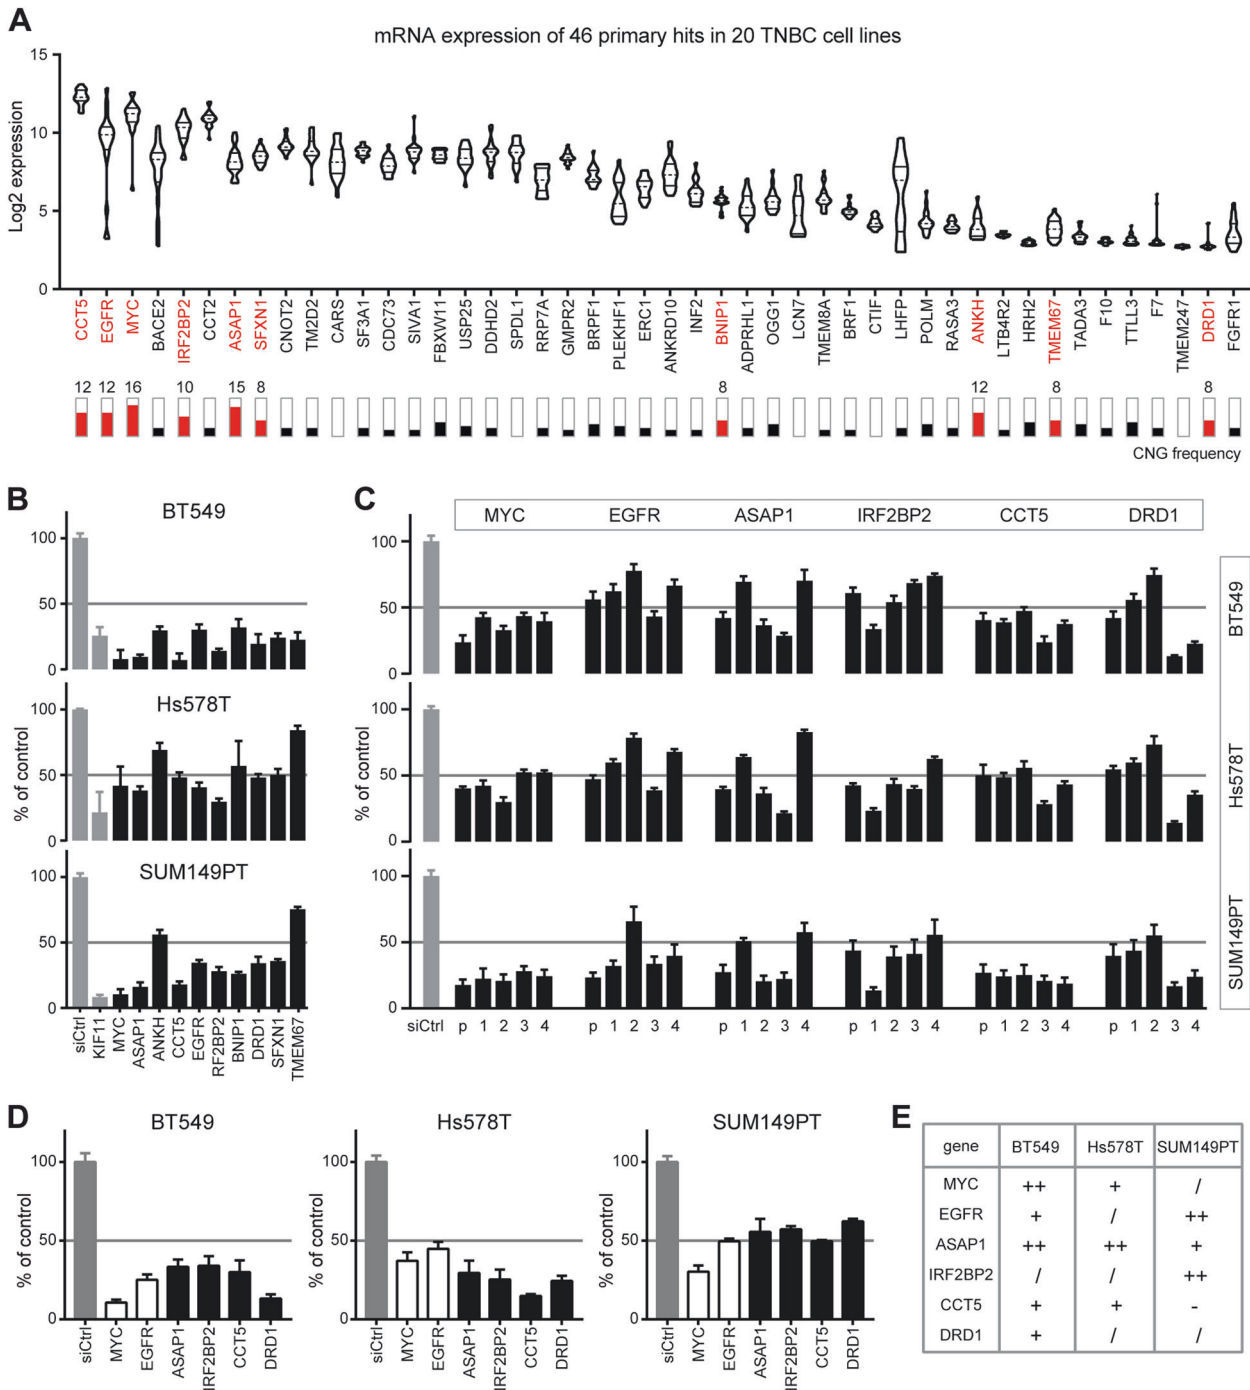 A
mRNA expression of 46 primary hits in 20 TNBC cell lines
Log2 expression
15
10
5
0
CCT5 EGFR MYC BACE2 IRF2BP2 CCT2 ASAP1 SFXN1 CNOT2 TM2D2 CARS SF3A1 CDC73 SIVA1 FBXW11 USP25 DDHD2 SPDL1 RRP7A GMPR2 BRPF1 PLEKHF1 ERC1 ANKRD10 INF2 BNIP1 ADPRHL1 OGG1 LCN7 TMEM8A BRF1 CTIF LHFP POLM RASA3 ANKH LTB4R2 HRH2 TMEM67 TADA3 F10 TTLL3 F7 TMEM247 DRD1 FGFR1
12 12 16 10 15 8 8 12 8 8
CNG frequency
B
BT549
100
50
0
Hs578T
100
50
0
% of control
SUM149PT
100
50
0
siCtrl KIF11 MYC ASAP1 ANKH CCT5 EGFR RF2BP2 BNIP1 DRD1 SFXN1 TMEM67
C
MYC EGFR ASAP1 IRF2BP2 CCT5 DRD1
100
50
0
BT549
100
50
0
Hs578T
% of control
100
50
0
SUM149PT
siCtrl p 1 2 3 4 p 1 2 3 4 p 1 2 3 4 p 1 2 3 4 p 1 2 3 4 p 1 2 3 4
D
BT549
% of control
100
50
0
siCtrl MYC EGFR ASAP1 IRF2BP2 CCT5 DRD1
Hs578T
% of control
100
50
0
siCtrl MYC EGFR ASAP1 IRF2BP2 CCT5 DRD1
SUM149PT
% of control
100
50
0
siCtrl MYC EGFR ASAP1 IRF2BP2 CCT5 DRD1
E
gene BT549 Hs578T SUM149PT
MYC ++ + /
EGFR + / ++
ASAP1 ++ ++ +
IRF2BP2 / / ++
CCT5 + + -
DRD1 + / /